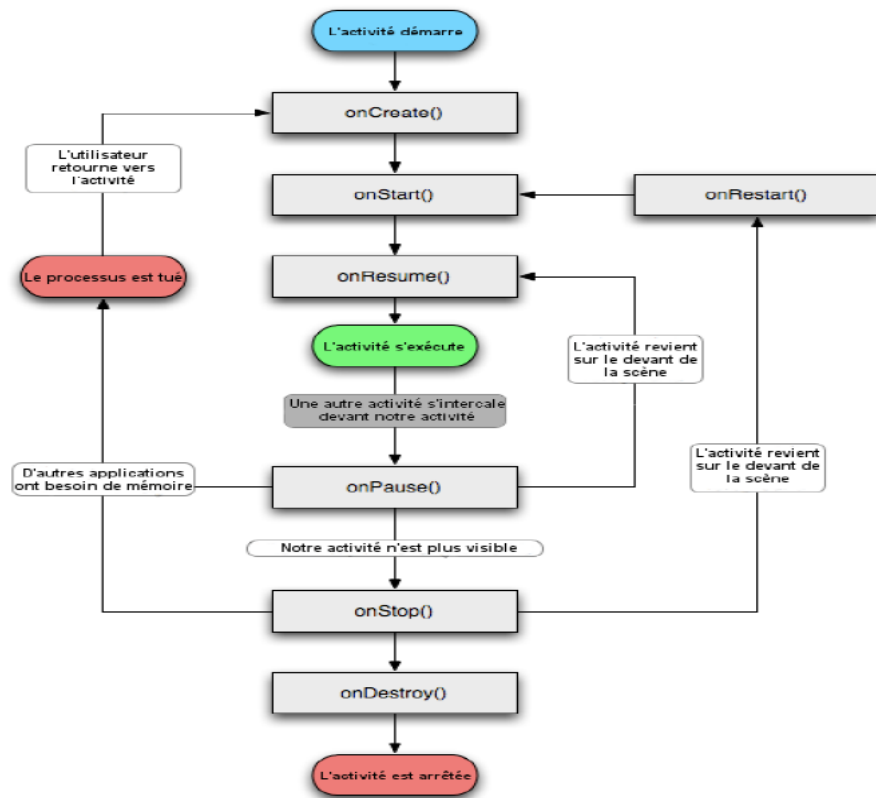 L'activité démarre
onCreate()
L'utilisateur
retourne vers
l'activité
onStart()
onRestart()
Le processus est tué
onResume()
L'activité s'exécute
L'activité revient
sur le devant de
la scène
Une autre activité s'intercale
devant notre activité
L'activité revient
sur le devant de
la scène
D'autres applications
ont besoin de mémoire
onPause()
Notre activité n'est plus visible
onStop()
onDestroy()
L'activité est arrêtée